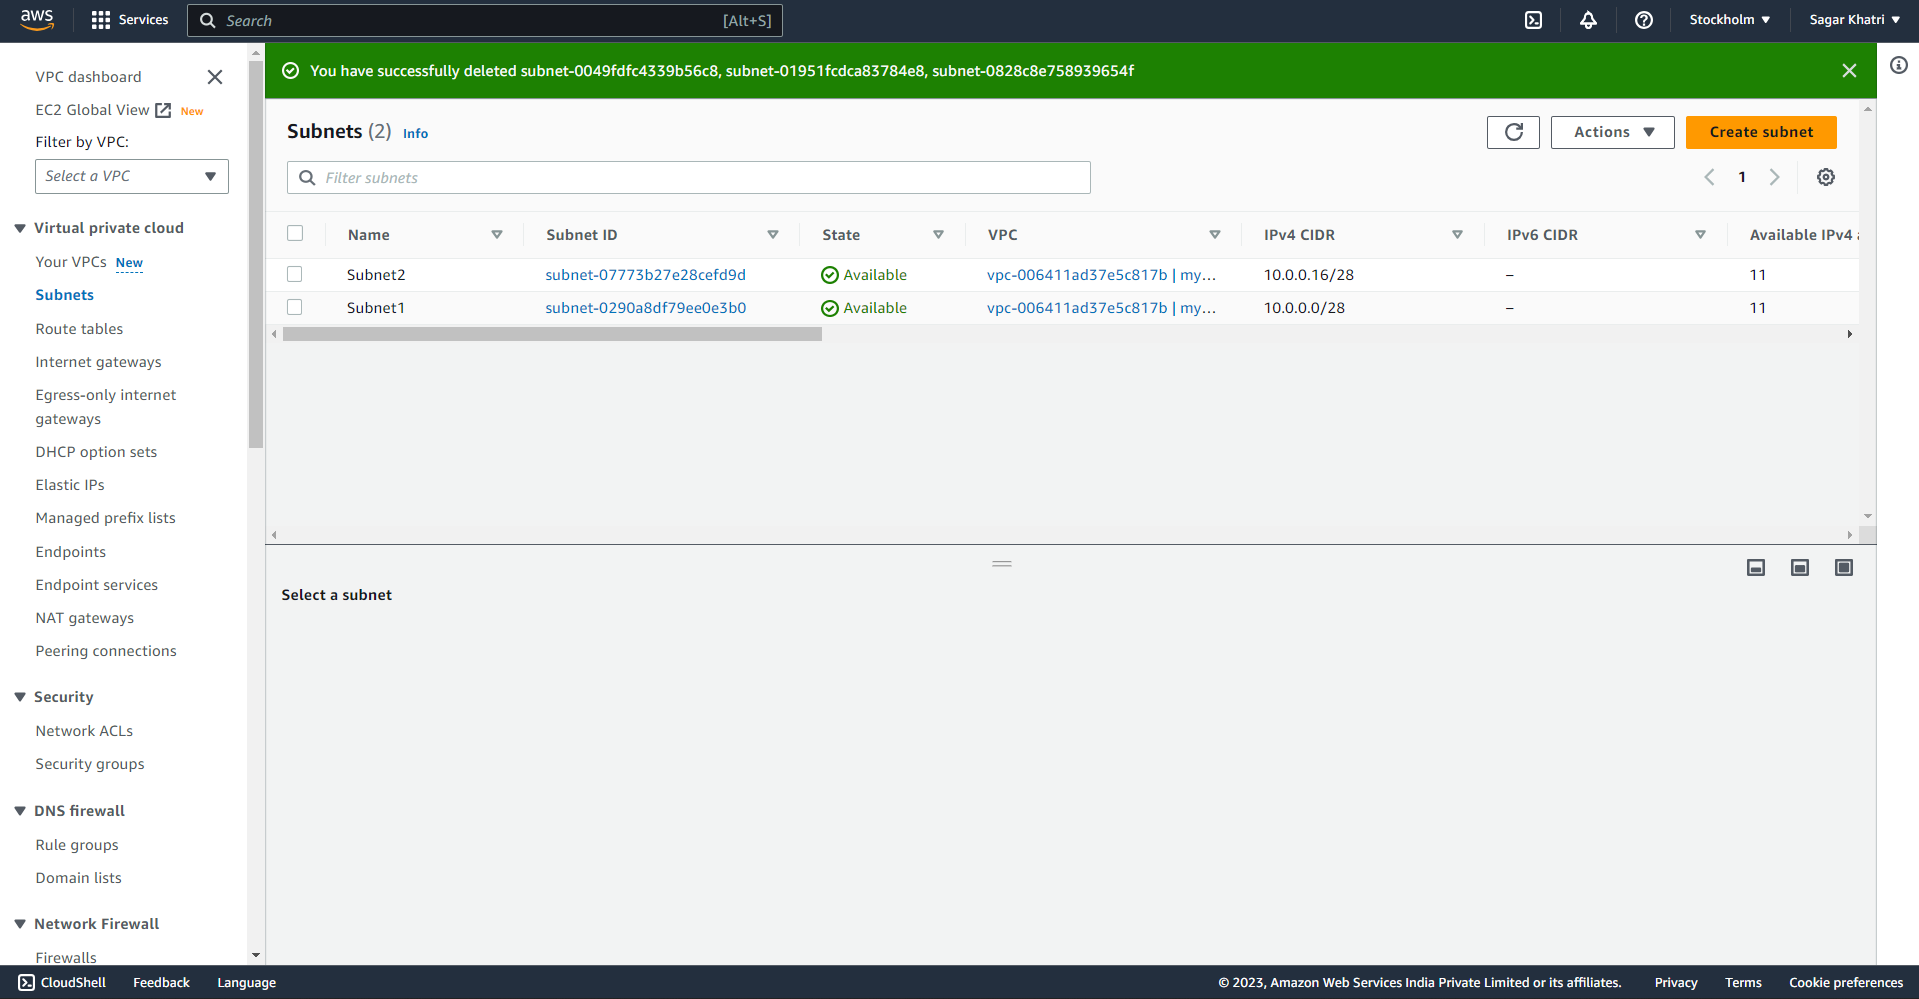 aws Services Search [Alt+S] Stockholm Sagar Khatri
VPC dashboard
EC2 Global View New
Filter by VPC:
Select a VPC
Virtual private cloud
Your VPCs New
Subnets
Route tables
Internet gateways
Egress-only internet
gateways
DHCP option sets
Elastic IPs
Managed prefix lists
Endpoints
Endpoint services
NAT gateways
Peering connections
Security
Network ACLs
Security groups
DNS firewall
Rule groups
Domain lists
Network Firewall
Firewalls
You have successfully deleted subnet-0049fdfc4339b56c8, subnet-01951fcdca83784e8, subnet-0828c8e758939654f
Subnets (2) Info Actions Create subnet
Filter subnets 1
Name Subnet ID State VPC IPv4 CIDR IPv6 CIDR Available IPv4
Subnet2 subnet-07773b27e28cefd9d Available vpc-006411ad37e5c817b | my... 10.0.0.16/28 – 11
Subnet1 subnet-0290a8df79ee0e3b0 Available vpc-006411ad37e5c817b | my... 10.0.0.0/28 – 11
Select a subnet
CloudShell Feedback Language © 2023, Amazon Web Services India Private Limited or its affiliates. Privacy Terms Cookie preferences